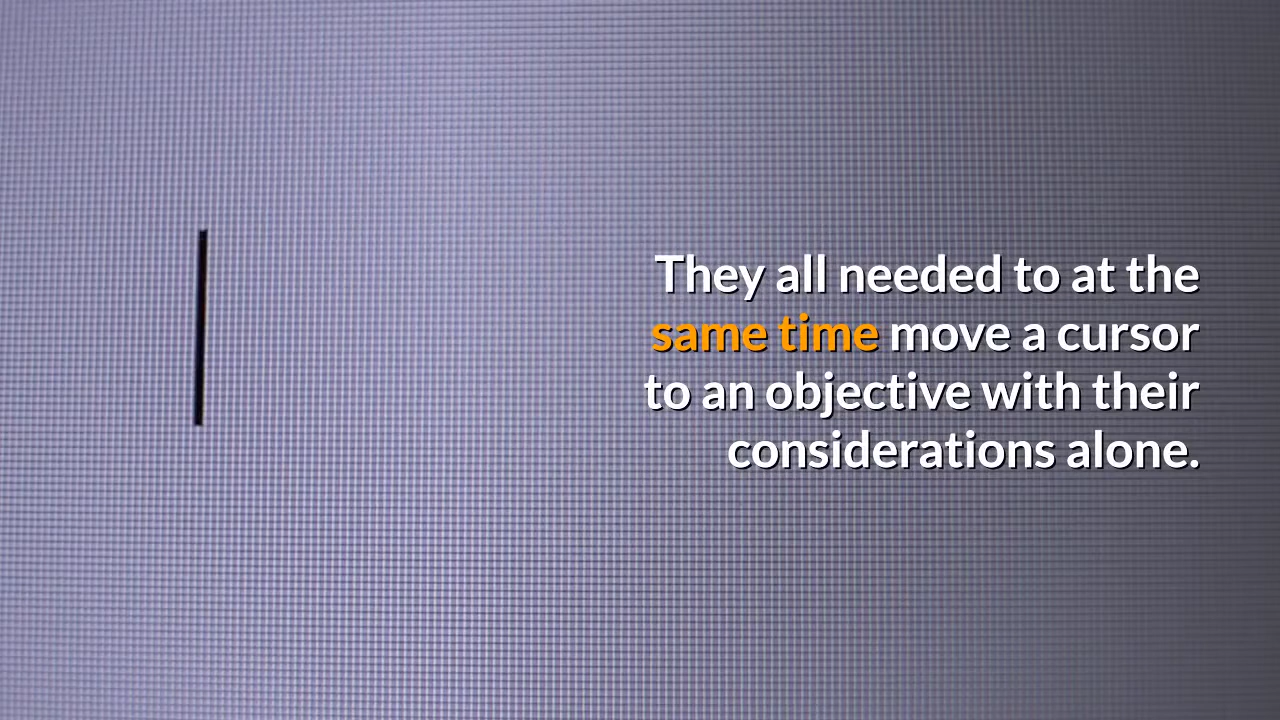 They all needed to at the
same time move a cursor
to an objective with their
considerations alone.